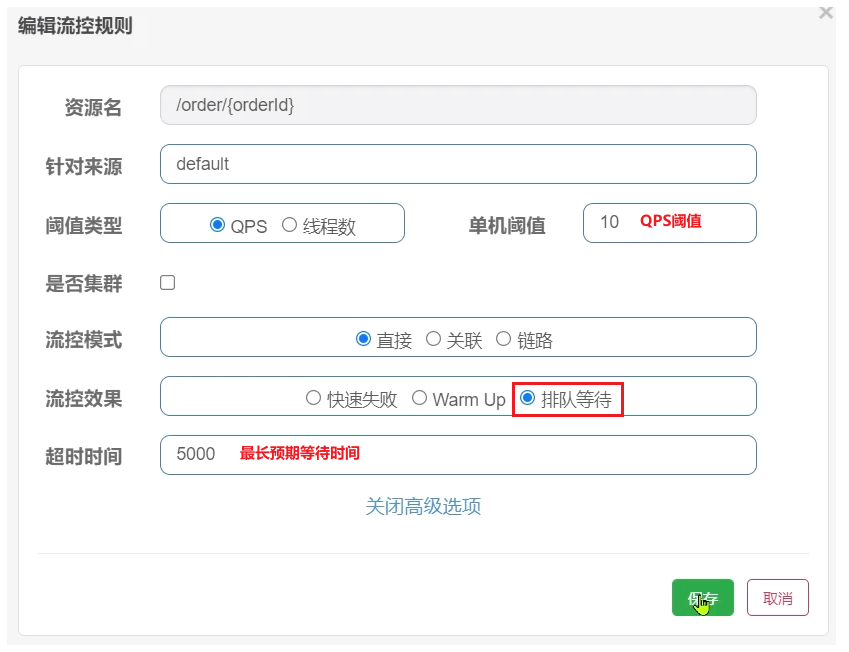 编辑流控规则
资源名 /order/{orderId}
针对来源 default
阈值类型 QPS 线程数 单机阈值 10 QPS阈值
是否集群
流控模式 直接 关联 链路
流控效果 快速失败 Warm Up 排队等待
超时时间 5000 最长预期等待时间
关闭高级选项
保存 取消